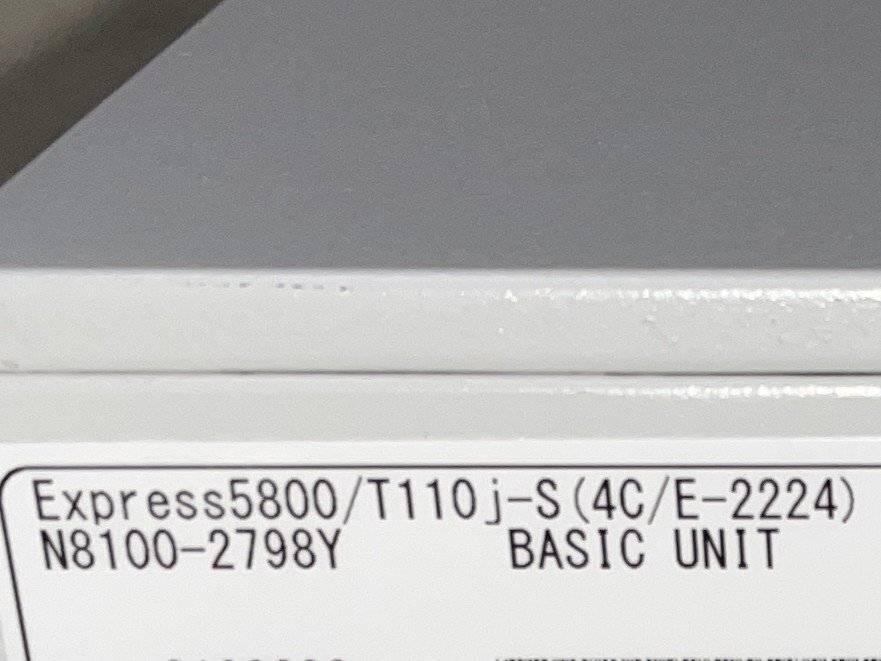 Express5800/T110j-S(4C/E-2224)
N8100-2798Y BASIC UNIT